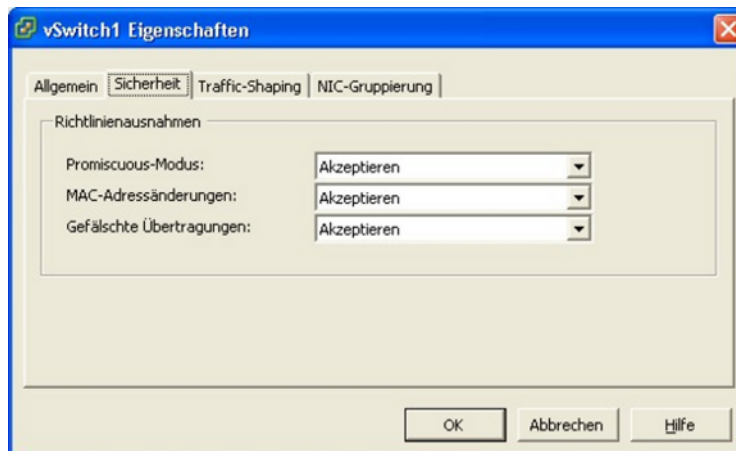 vSwitch1 Eigenschaften
Allgemein Sicherheit Traffic-Shaping NIC-Gruppierung
Richtlinienausnahmen
Promiscuous-Modus: Akzeptieren
MAC-Adressänderungen: Akzeptieren
Gefälschte Übertragungen: Akzeptieren
OK Abbrechen Hilfe